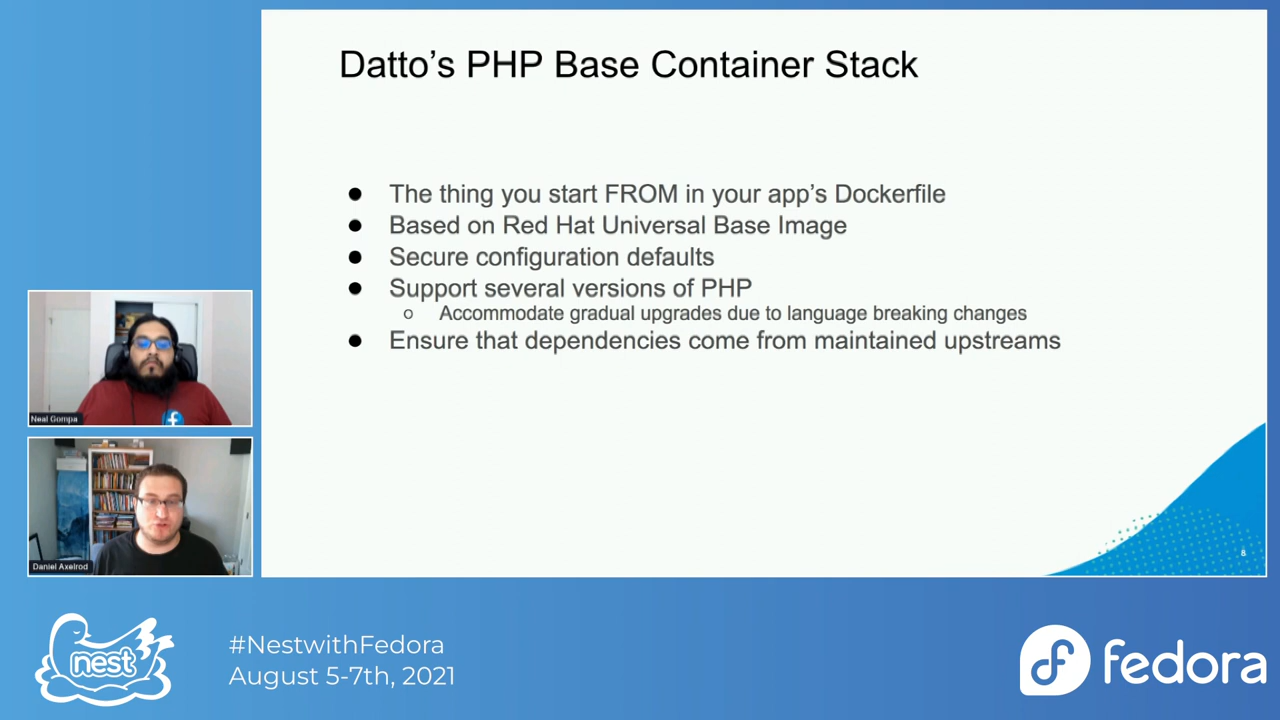 Datto's PHP Base Container Stack
● The thing you start FROM in your app's Dockerfile
● Based on Red Hat Universal Base Image
● Secure configuration defaults
● Support several versions of PHP
○ Accommodate gradual upgrades due to language breaking changes
● Ensure that dependencies come from maintained upstreams
8
Neal Gompa
Daniel Axelrod
nest
#NestwithFedora
August 5-7th, 2021
fedora